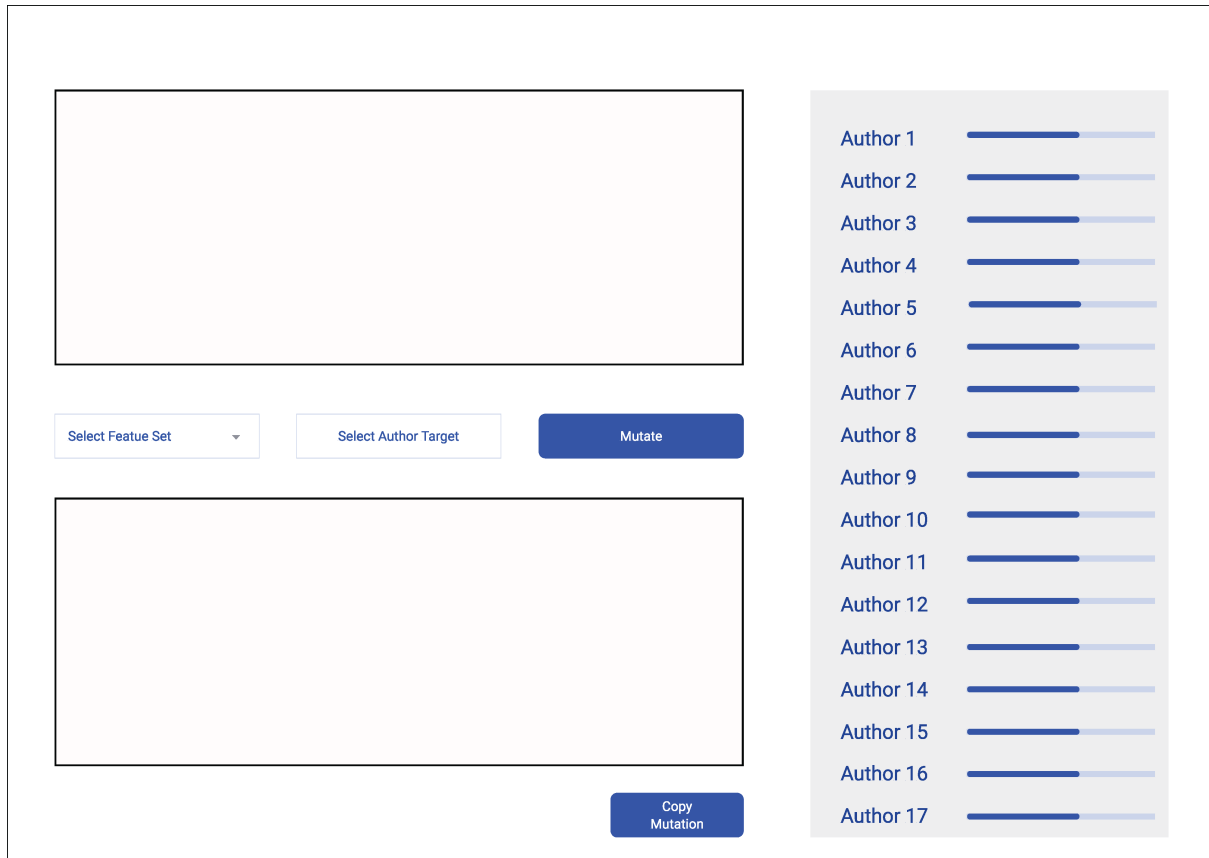 Select Featue Set
Select Author Target
Mutate
Copy
Mutation
Author 1
Author 2
Author 3
Author 4
Author 5
Author 6
Author 7
Author 8
Author 9
Author 10
Author 11
Author 12
Author 13
Author 14
Author 15
Author 16
Author 17